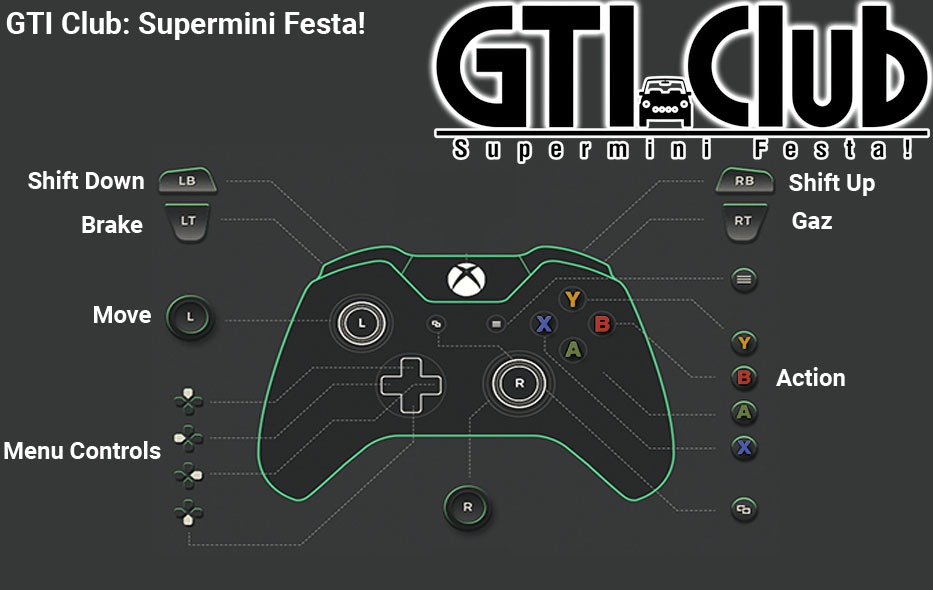 GTI Club: Supermini Festa!
GTI Club
Supermini Festa!
Shift Down
LB
RB
Shift Up
Brake
LT
RT
Gaz
Move
L
L
Y
X
B
A
Y
R
B
Action
A
Menu Controls
X
R